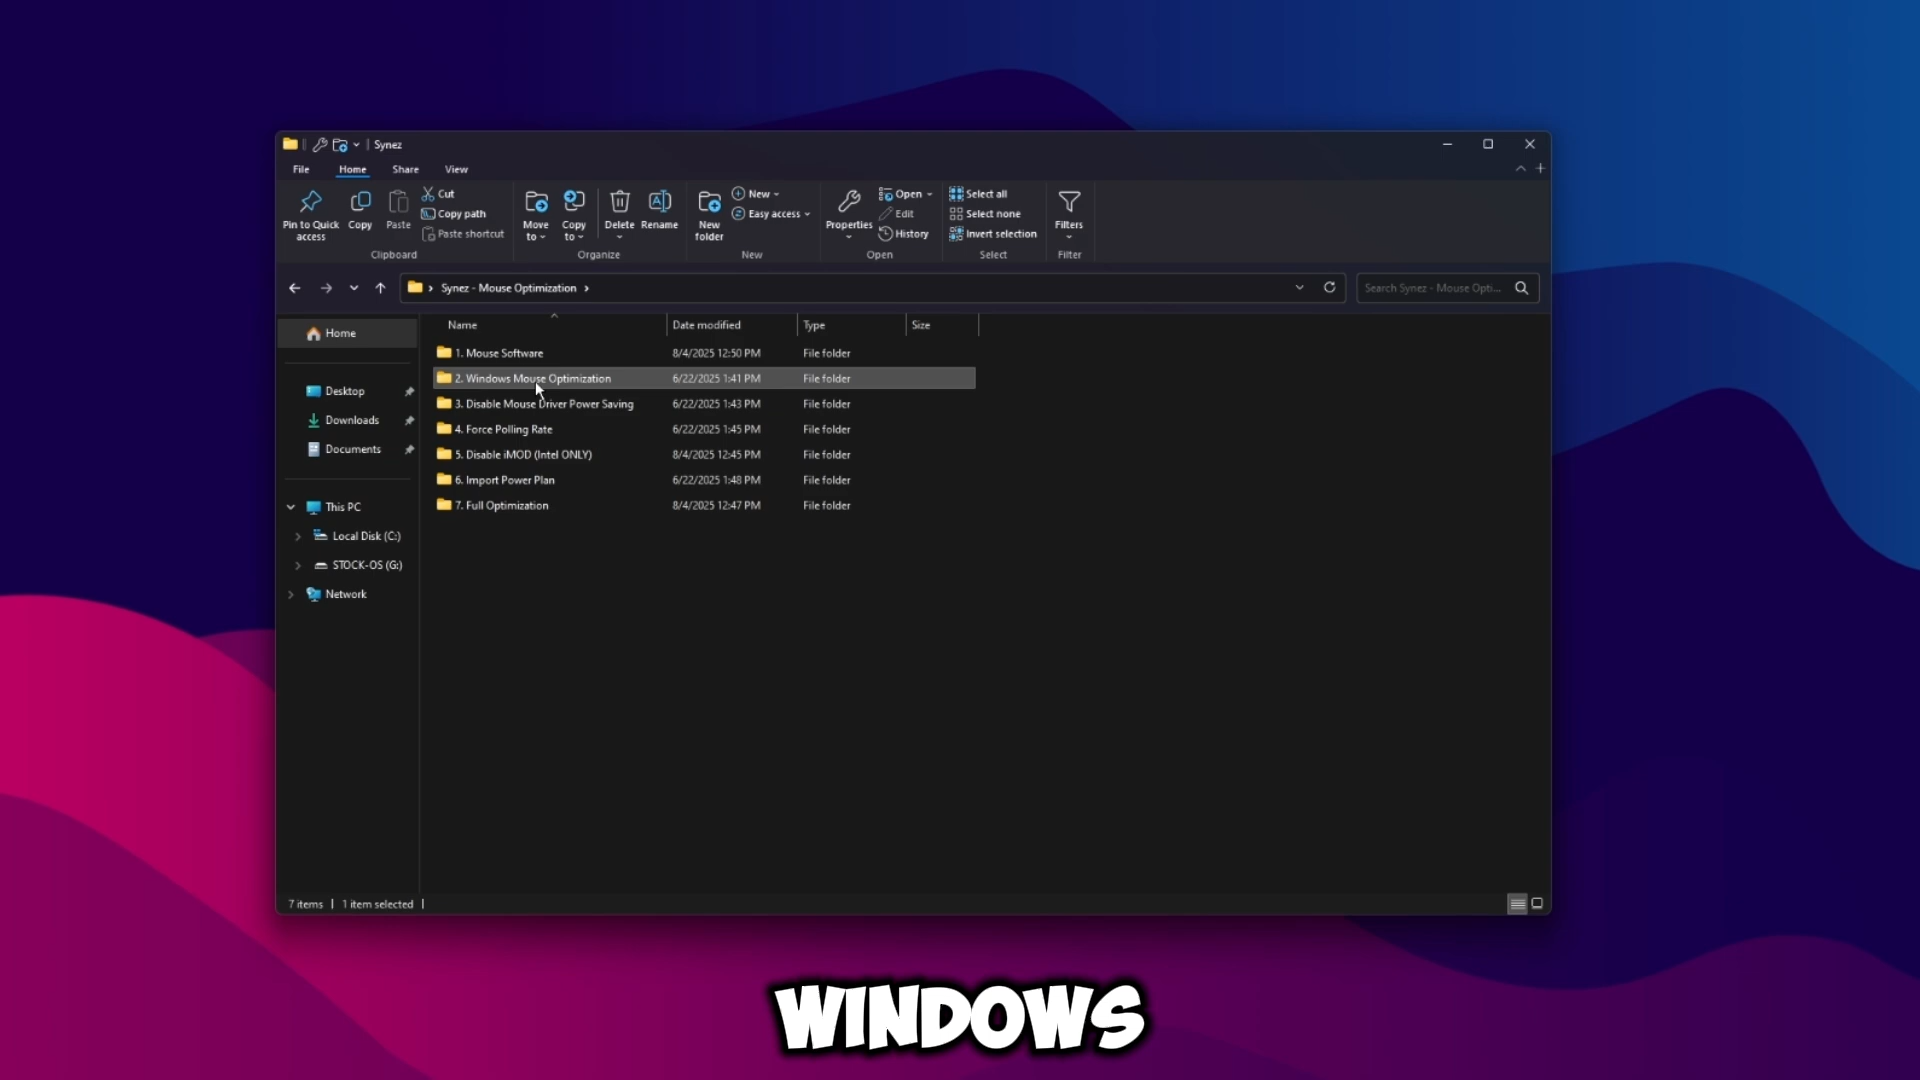 Synez
File Home Share View
Pin to Quick access
Copy
Paste
Cut
Copy path
Paste shortcut
Clipboard
Move to
Copy to
Delete
Rename
Organize
New folder
New
Easy access
New
Properties
Open
Edit
History
Open
Select all
Select none
Invert selection
Select
Filters
Filter
Synez - Mouse Optimization
Search Synez - Mouse Opti...
Home
Desktop
Downloads
Documents
This PC
Local Disk (C:)
STOCK-OS (G:)
Network
Name Date modified Type Size
1. Mouse Software 8/4/2025 12:50 PM File folder
2. Windows Mouse Optimization 6/22/2025 1:41 PM File folder
3. Disable Mouse Driver Power Saving 6/22/2025 1:43 PM File folder
4. Force Polling Rate 6/22/2025 1:45 PM File folder
5. Disable iMOD (Intel ONLY) 8/4/2025 12:45 PM File folder
6. Import Power Plan 6/22/2025 1:48 PM File folder
7. Full Optimization 8/4/2025 12:47 PM File folder
7 items 1 item selected
WINDOWS